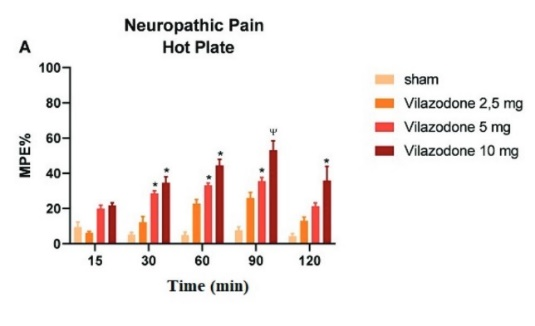 Neuropathic Pain
Hot Plate
A
100
80
60
40
20
0
MPE%
* * * * * Ψ *
15 30 60 90 120
Time (min)
sham
Vilazodone 2,5 mg
Vilazodone 5 mg
Vilazodone 10 mg